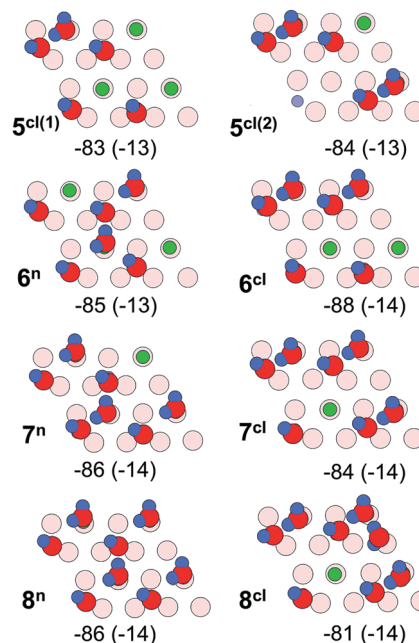 5cl(1) 5cl(2)
-83 (-13) -84 (-13)
6n 6cl
-85 (-13) -88 (-14)
7n 7cl
-86 (-14) -84 (-14)
8n 8cl
-86 (-14) -81 (-14)